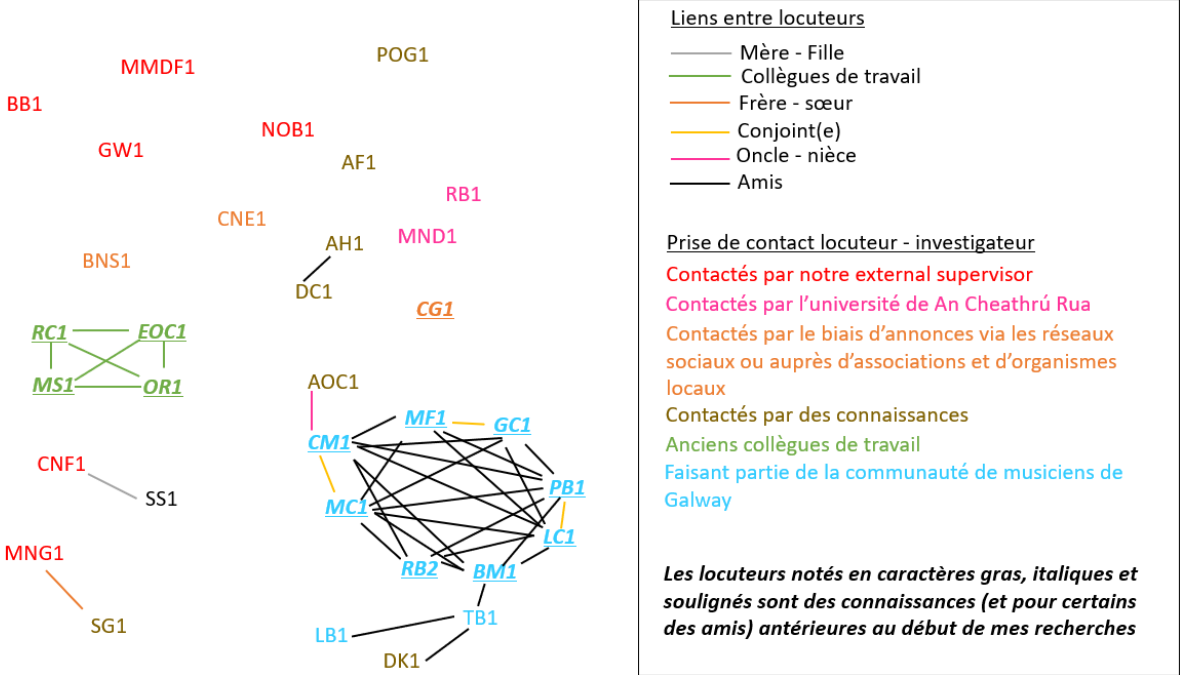 POG1
MMDF1
BB1
NOB1
GW1
AF1
RB1
CNE1
MND1
AH1
BNS1
DC1
CG1
RC1
EOC1
MS1
OR1
AOC1
MF1
GC1
CM1
CNF1
PB1
SS1
MC1
LC1
MNG1
RB2
BM1
SG1
TB1
LB1
DK1
Liens entre locuteurs
Mère - Fille
Collègues de travail
Frère - sœur
Conjoint(e)
Oncle - nièce
Amis
Prise de contact locuteur - investigateur
Contactés par notre external supervisor
Contactés par l’université de An Cheathrú Rua
Contactés par le biais d’annonces via les réseaux
sociaux ou auprès d’associations et d’organismes
locaux
Contactés par des connaissances
Anciens collègues de travail
Faisant partie de la communauté de musiciens de
Galway
Les locuteurs notés en caractères gras, italiques et
soulignés sont des connaissances (et pour certains
des amis) antérieures au début de mes recherches